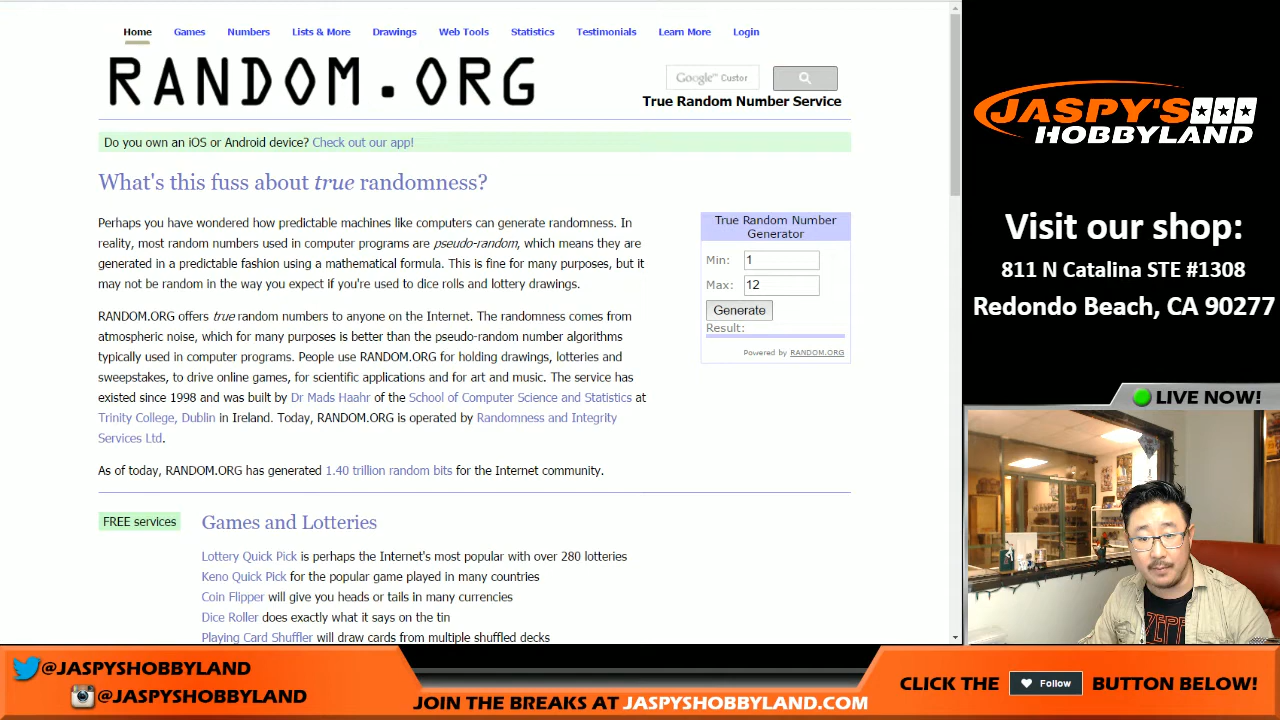 Home Games Numbers Lists & More Drawings Web Tools Statistics Testimonials Learn More Login
RANDOM.ORG
Google™ Custor
True Random Number Service
Do you own an iOS or Android device? Check out our app!
What's this fuss about true randomness?
Perhaps you have wondered how predictable machines like computers can generate randomness. In
reality, most random numbers used in computer programs are pseudo-random, which means they are
generated in a predictable fashion using a mathematical formula. This is fine for many purposes, but it
may not be random in the way you expect if you're used to dice rolls and lottery drawings.
RANDOM.ORG offers true random numbers to anyone on the Internet. The randomness comes from
atmospheric noise, which for many purposes is better than the pseudo-random number algorithms
typically used in computer programs. People use RANDOM.ORG for holding drawings, lotteries and
sweepstakes, to drive online games, for scientific applications and for art and music. The service has
existed since 1998 and was built by Dr Mads Haahr of the School of Computer Science and Statistics at
Trinity College, Dublin in Ireland. Today, RANDOM.ORG is operated by Randomness and Integrity
Services Ltd.
As of today, RANDOM.ORG has generated 1.40 trillion random bits for the Internet community.
True Random Number
Generator
Min: 1
Max: 12
Generate
Result:
Powered by RANDOM.ORG
FREE services
Games and Lotteries
Lottery Quick Pick is perhaps the Internet's most popular with over 280 lotteries
Keno Quick Pick for the popular game played in many countries
Coin Flipper will give you heads or tails in many currencies
Dice Roller does exactly what it says on the tin
Playing Card Shuffler will draw cards from multiple shuffled decks
JASPY'S
HOBBYLAND
Visit our shop:
811 N Catalina STE #1308
Redondo Beach, CA 90277
LIVE NOW!
@JASPYSHOBBYLAND
@JASPYSHOBBYLAND
JOIN THE BREAKS AT JASPYSHOBBYLAND.COM
CLICK THE Follow BUTTON BELOW!